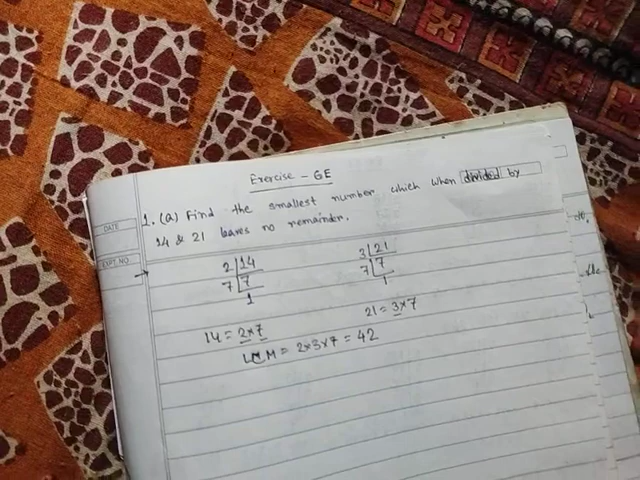 Exercise - GE
DATE
EXPT. NO
1. (a) Find the smallest number which when divided by
14 & 21 leaves no remainder.
2 | 14
7 | 7
1
3 | 21
7 | 7
1
14 = 2×7
21 = 3×7
LCM = 2×3×7 = 42